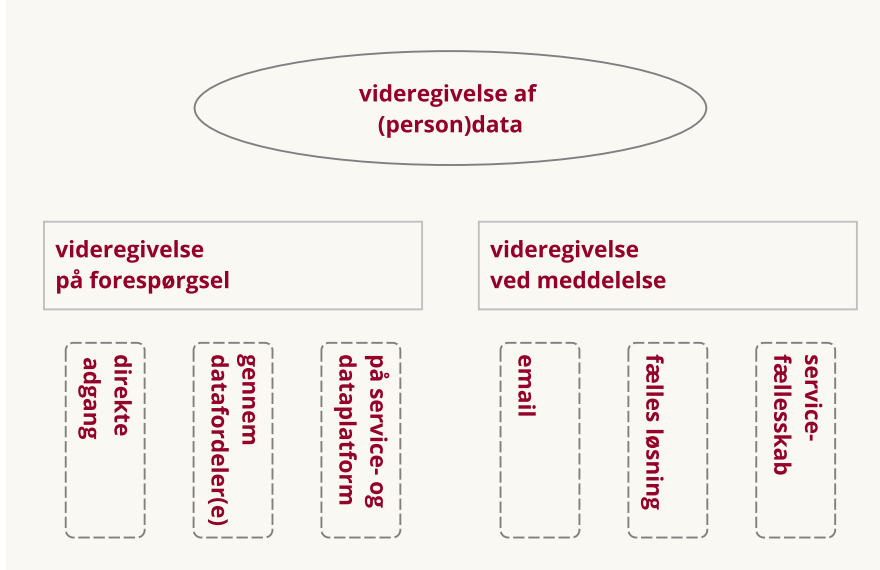 videregivelse af
(person)data
videregivelse
på forespørgsel
videregivelse
ved meddelelse
direkte
adgang
gennem
datafordeler(e)
på service- og
dataplatform
email
fælles løsning
service-
fællesskab